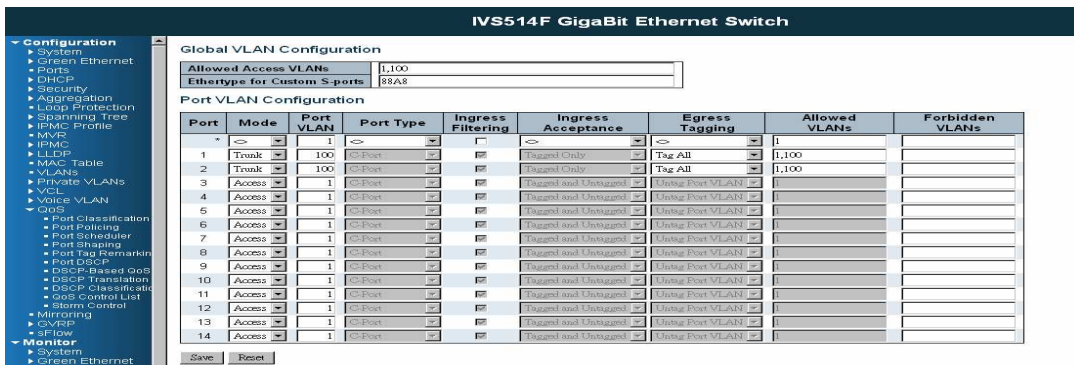 IVS514F GigaBit Ethernet Switch
Configuration
System
Green Ethernet
Ports
DHCP
Security
Aggregation
Loop Protection
Spanning Tree
IPMC Profile
MVR
IPMC
LLDP
MAC Table
VLANs
Private VLANs
VCL
Voice VLAN
QoS
Port Classification
Port Policing
Port Scheduler
Port Shaping
Port Tag Remarkin
Port DSCP
DSCP-Based QoS
DSCP Translation
DSCP Classificatio
QoS Control List
Storm Control
Mirroring
GVRP
sFlow
Monitor
System
Green Ethernet
Global VLAN Configuration
Allowed Access VLANs 1,100
Ethertype for Custom S-ports 88A8
Port VLAN Configuration
Port Mode Port VLAN Port Type Ingress Filtering Ingress Acceptance Egress Tagging Allowed VLANs Forbidden VLANs
* <> 1 <> <> <> 1
1 Trunk 100 C-Port Tagged Only Tag All 1,100
2 Trunk 100 C-Port Tagged Only Tag All 1,100
3 Access 1 C-Port Tagged and Untagged Untag Port VLAN 1
4 Access 1 C-Port Tagged and Untagged Untag Port VLAN 1
5 Access 1 C-Port Tagged and Untagged Untag Port VLAN 1
6 Access 1 C-Port Tagged and Untagged Untag Port VLAN 1
7 Access 1 C-Port Tagged and Untagged Untag Port VLAN 1
8 Access 1 C-Port Tagged and Untagged Untag Port VLAN 1
9 Access 1 C-Port Tagged and Untagged Untag Port VLAN 1
10 Access 1 C-Port Tagged and Untagged Untag Port VLAN 1
11 Access 1 C-Port Tagged and Untagged Untag Port VLAN 1
12 Access 1 C-Port Tagged and Untagged Untag Port VLAN 1
13 Access 1 C-Port Tagged and Untagged Untag Port VLAN 1
14 Access 1 C-Port Tagged and Untagged Untag Port VLAN 1
Save Reset